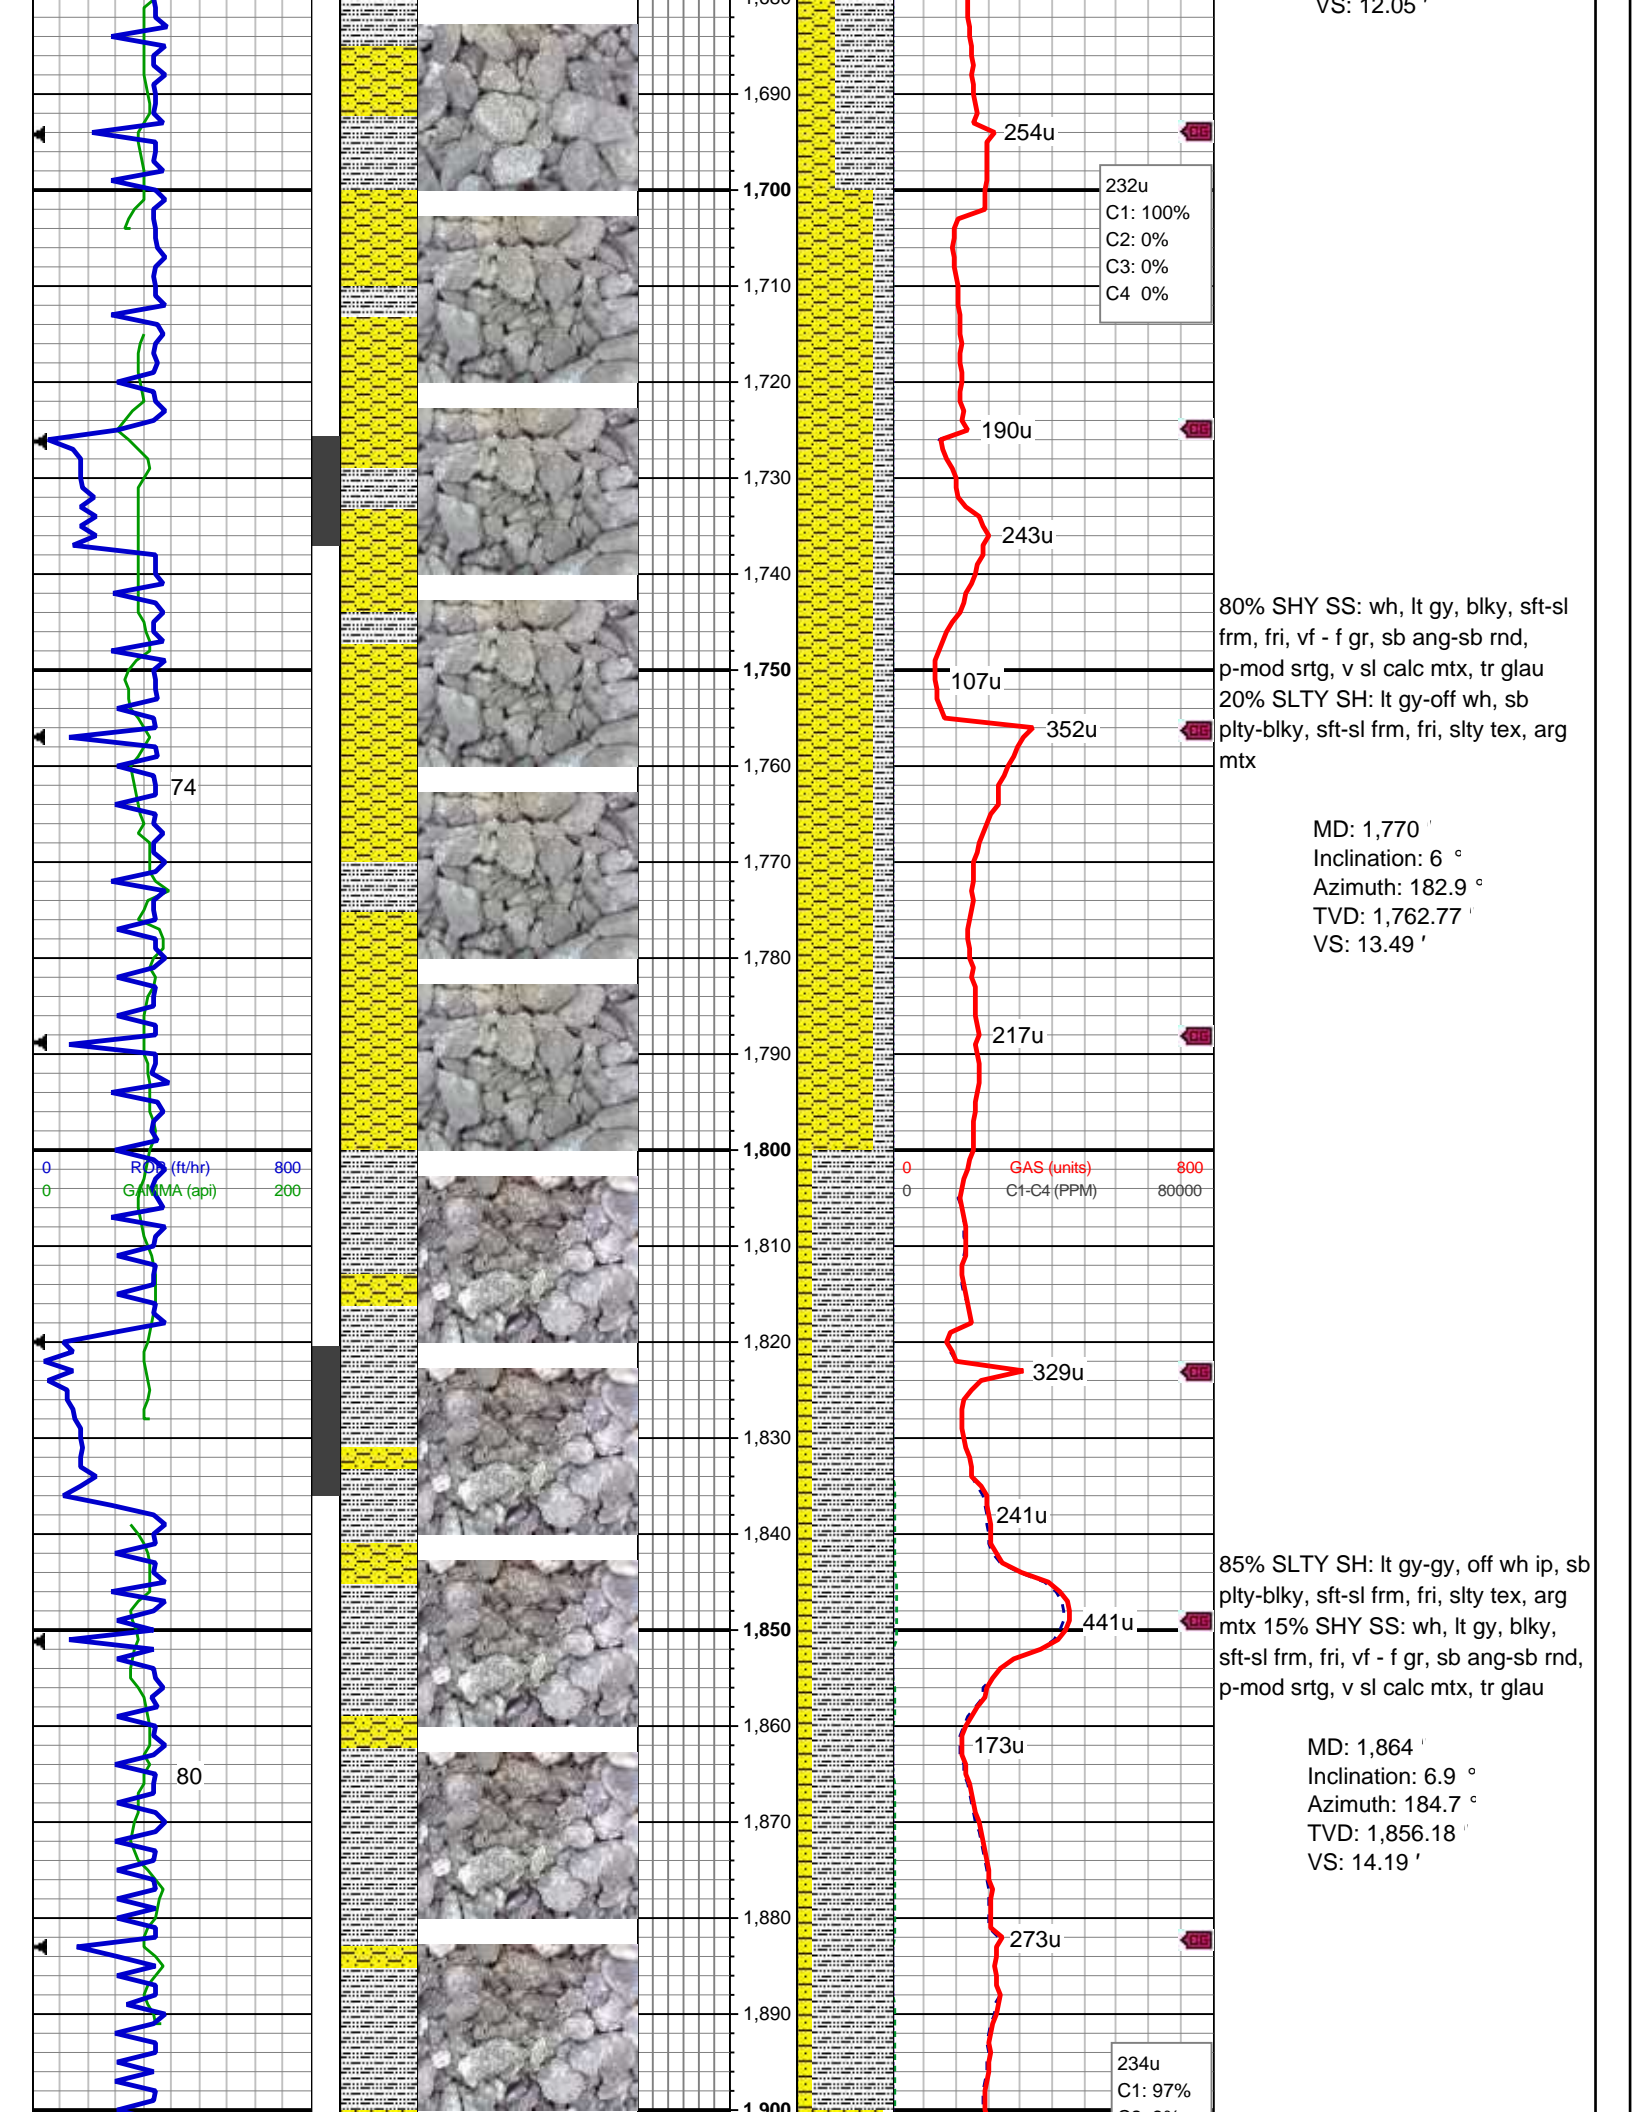 VS: 12.05 '
1,690
254u
CG
1,700
232u
C1: 100%
C2: 0%
C3: 0%
C4 0%
1,710
1,720
190u
CG
1,730
243u
1,740
80% SHY SS: wh, lt gy, blky, sft-sl
frm, fri, vf - f gr, sb ang-sb rnd,
p-mod srtg, v sl calc mtx, tr glau
20% SLTY SH: lt gy-off wh, sb
plty-blky, sft-sl frm, fri, slty tex, arg
mtx
1,750
107u
352u
CG
1,760
74
MD: 1,770 '
Inclination: 6 °
Azimuth: 182.9 °
TVD: 1,762.77 '
VS: 13.49 '
1,770
1,780
217u
CG
1,790
1,800
0 ROP (ft/hr) 800
0 GAMMA (api) 200
0 GAS (units) 800
0 C1-C4 (PPM) 80000
1,810
1,820
329u
CG
1,830
241u
1,840
85% SLTY SH: lt gy-gy, off wh ip, sb
plty-blky, sft-sl frm, fri, slty tex, arg
mtx 15% SHY SS: wh, lt gy, blky,
sft-sl frm, fri, vf - f gr, sb ang-sb rnd,
p-mod srtg, v sl calc mtx, tr glau
441u
CG
1,850
1,860
173u
80
MD: 1,864 '
Inclination: 6.9 °
Azimuth: 184.7 °
TVD: 1,856.18 '
VS: 14.19 '
1,870
1,880
273u
CG
1,890
234u
C1: 97%
1,900